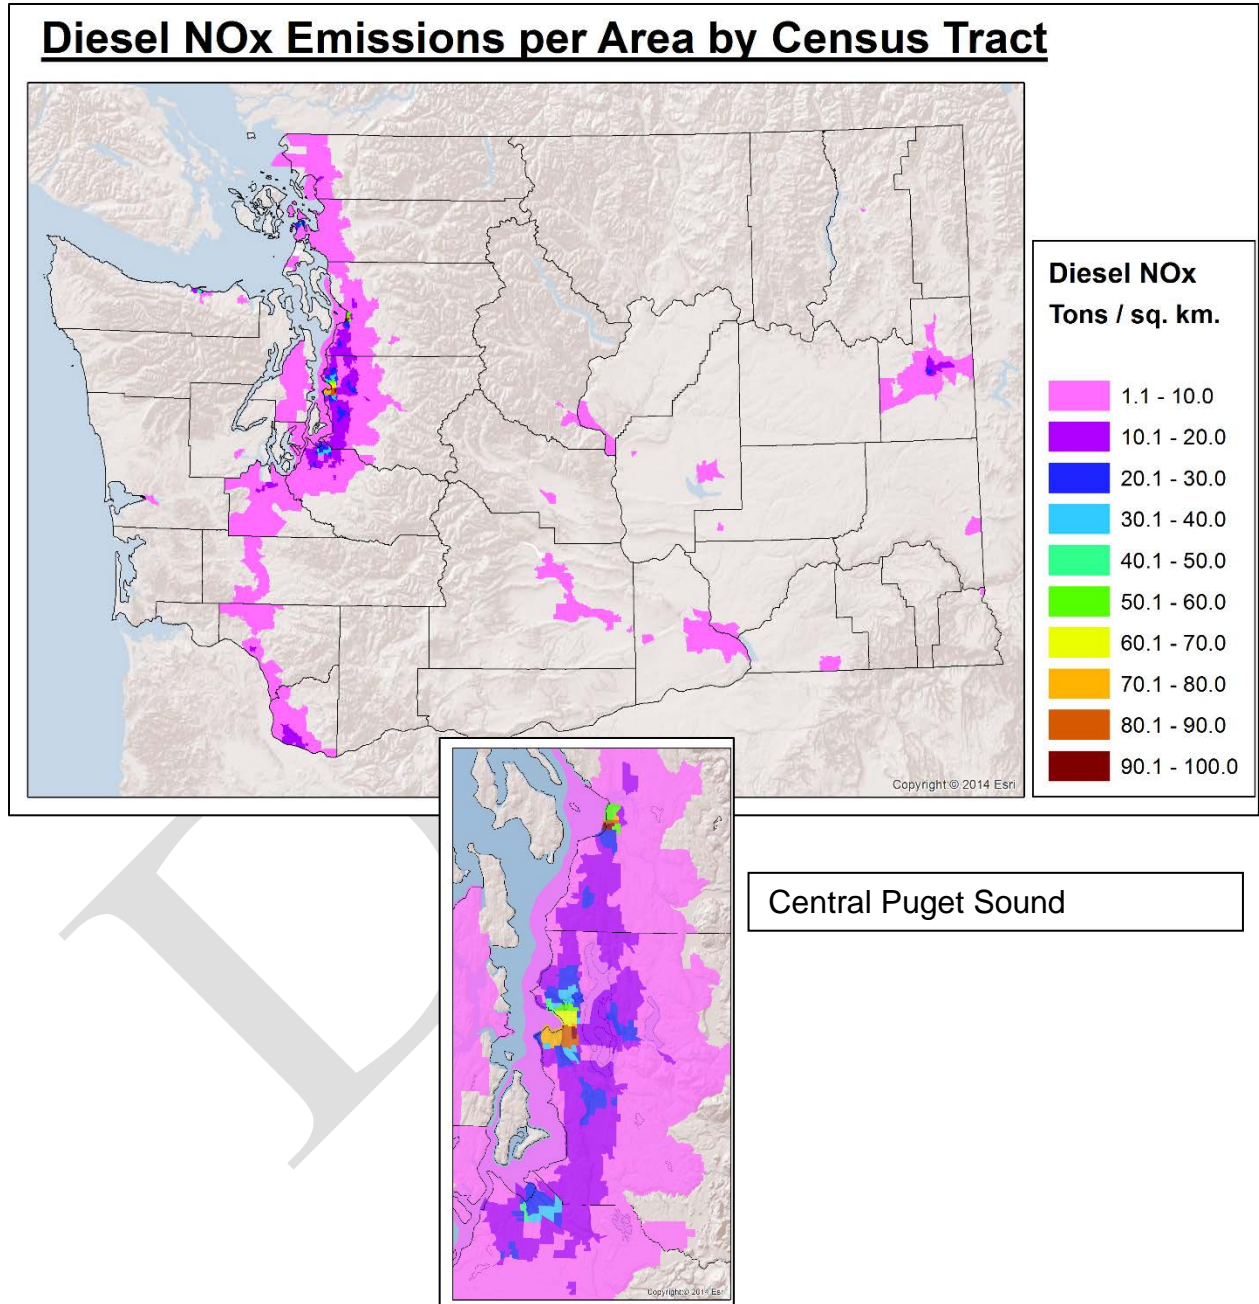 Diesel NOx Emissions per Area by Census Tract
Diesel NOx
Tons / sq. km.
1.1 - 10.0
10.1 - 20.0
20.1 - 30.0
30.1 - 40.0
40.1 - 50.0
50.1 - 60.0
60.1 - 70.0
70.1 - 80.0
80.1 - 90.0
90.1 - 100.0
Copyright:© 2014 Esri
Central Puget Sound
Copyright:© 2014 Esri